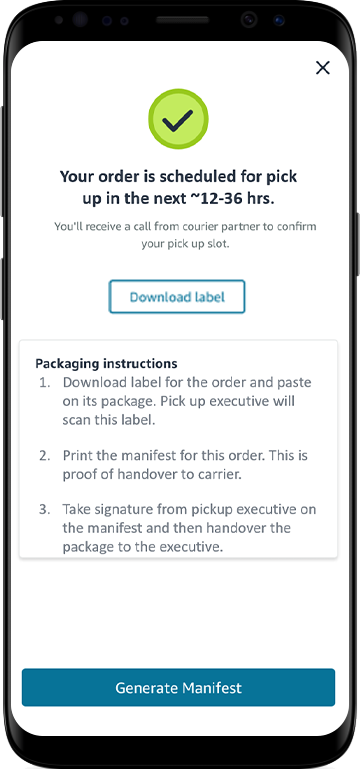 Your order is scheduled for pick
up in the next ~12-36 hrs.
You'll receive a call from courier partner to confirm
your pick up slot.
Download label
Packaging instructions
1. Download label for the order and paste
on its package. Pick up executive will
scan this label.
2. Print the manifest for this order. This is
proof of handover to carrier.
3. Take signature from pickup executive on
the manifest and then handover the
package to the executive.
Generate Manifest